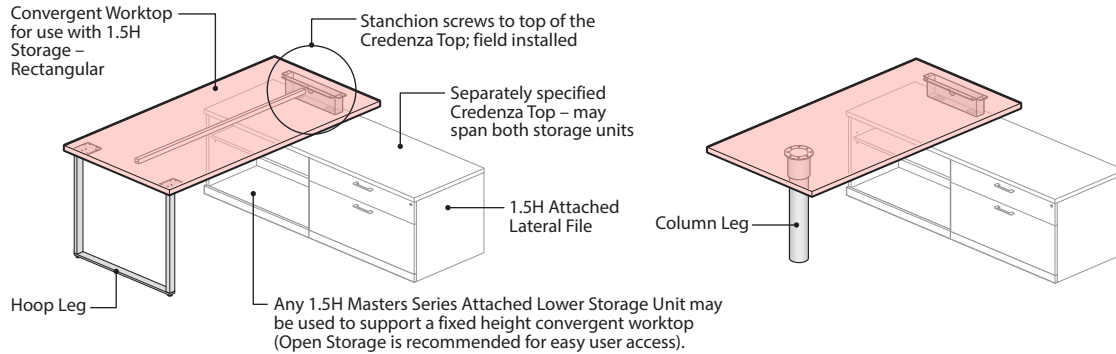 Convergent Worktop
for use with 1.5H
Storage –
Rectangular
Stanchion screws to top of the
Credenza Top; field installed
Separately specified
Credenza Top – may
span both storage units
1.5H Attached
Lateral File
Column Leg
Hoop Leg
Any 1.5H Masters Series Attached Lower Storage Unit may
be used to support a fixed height convergent worktop
(Open Storage is recommended for easy user access).